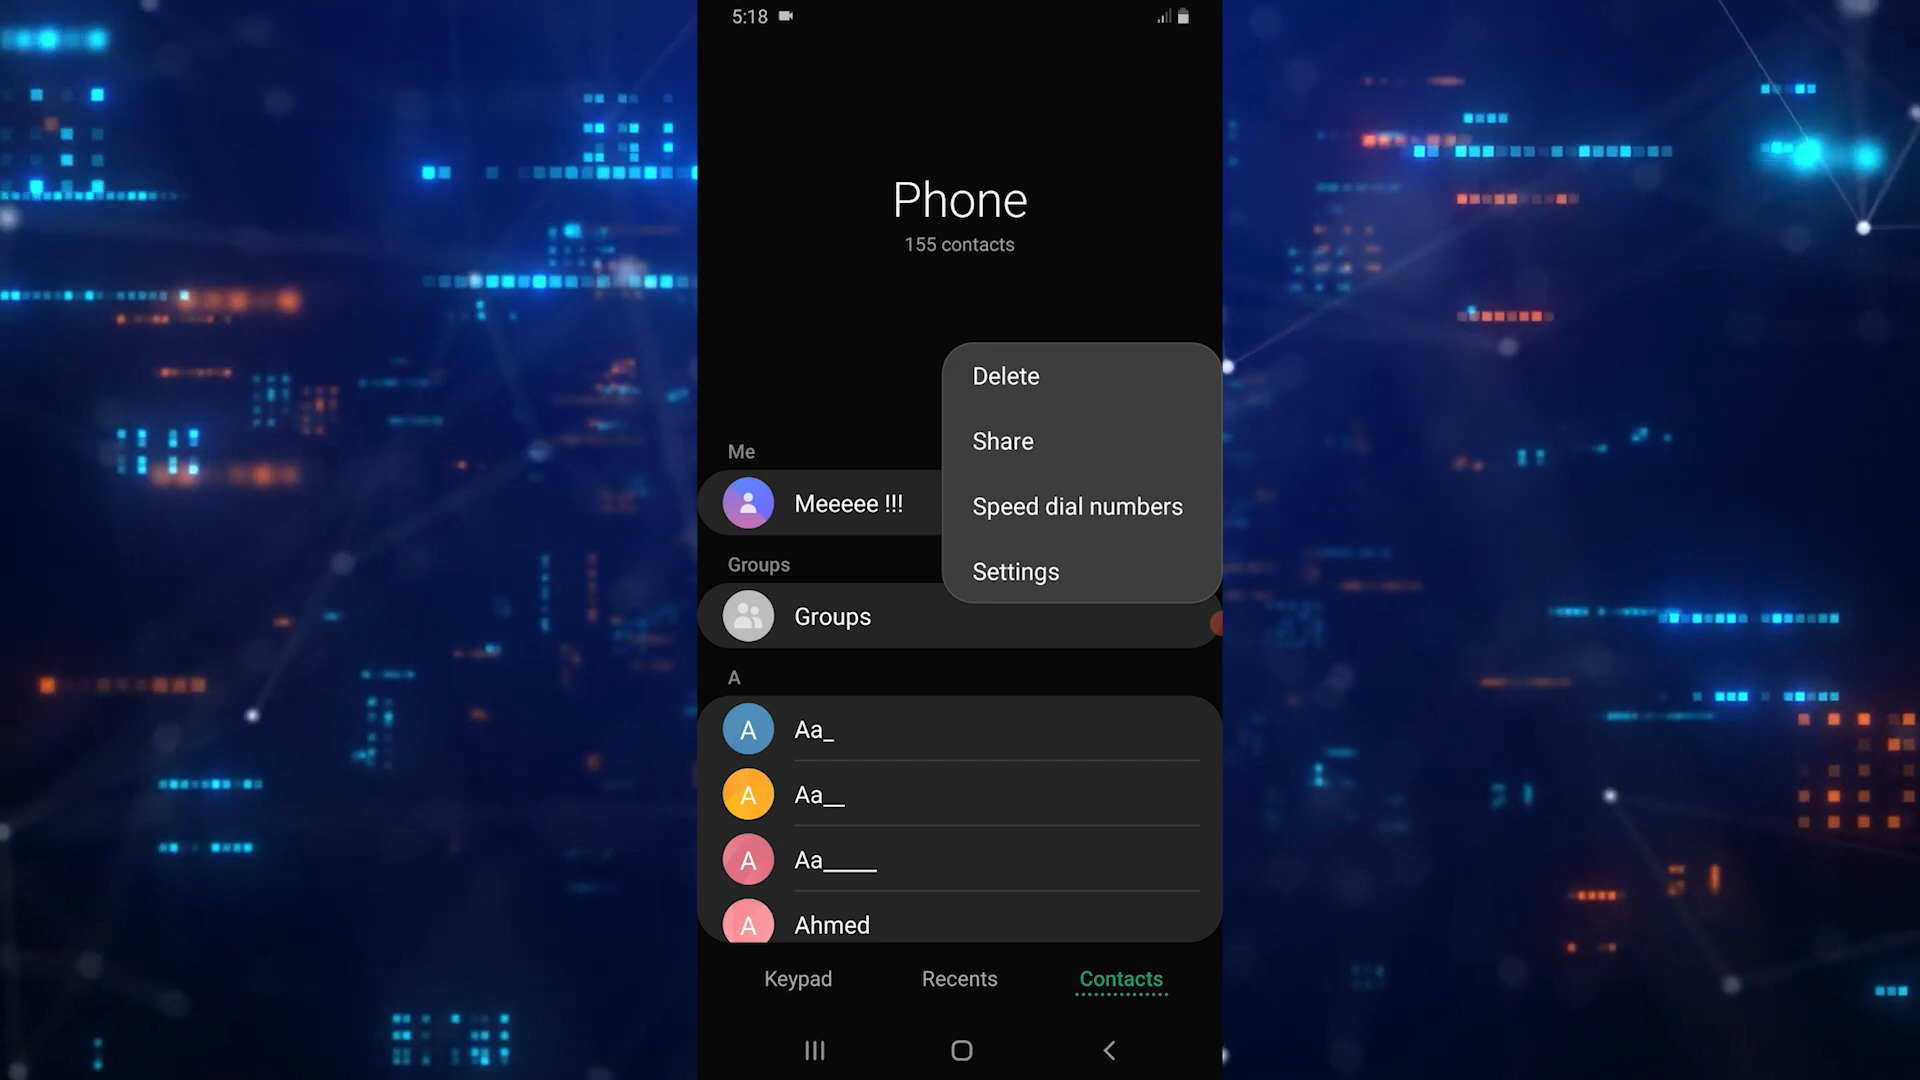 5:18
Phone
155 contacts
Delete
Share
Speed dial numbers
Settings
Me
Meeeee !!!
Groups
Groups
A
A Aa_
A Aa__
A Aa_____
A Ahmed
Keypad Recents Contacts